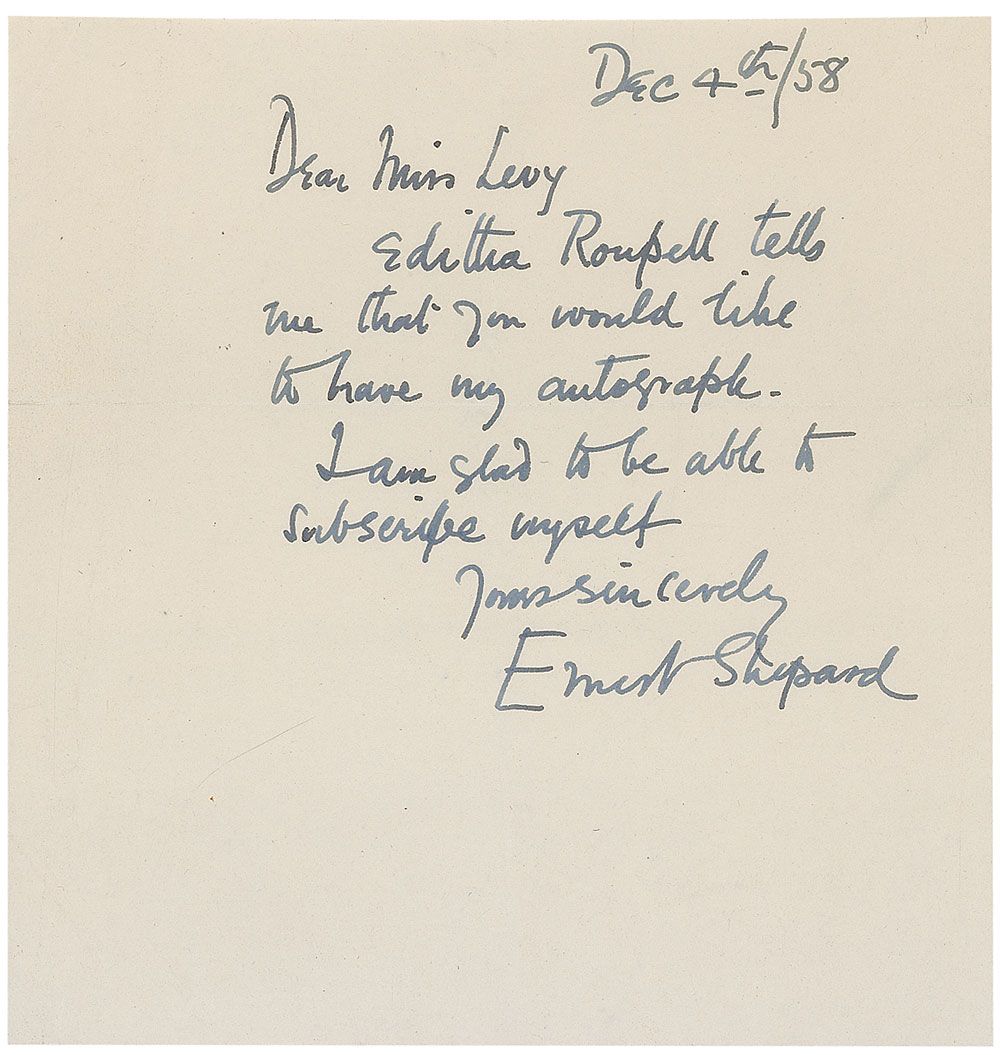 Dec 4th/58
Dear Miss Levy
Editha Roupell tells
me that you would like
to have my autograph.
I am glad to be able to
subscribe myself
Yours sincerely
Ernest Shepard